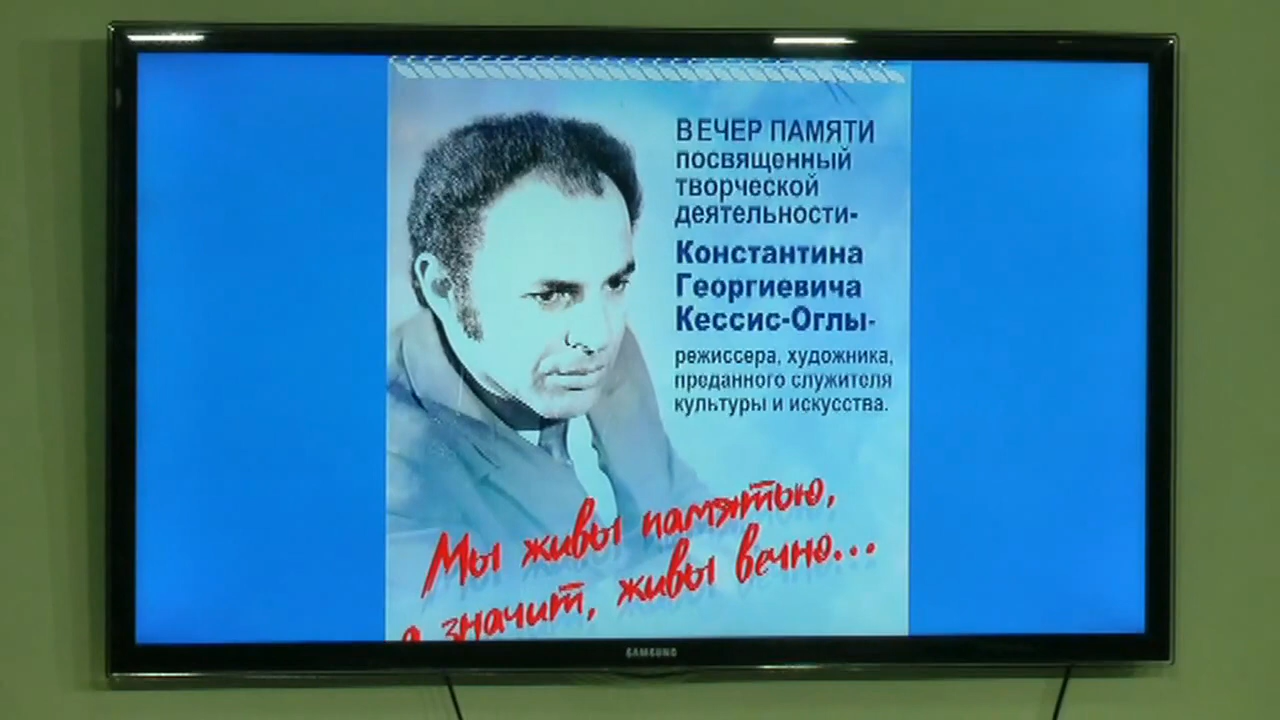 ВЕЧЕР ПАМЯТИ
посвященный
творческой
деятельности-
Константина
Георгиевича
Кессис-Оглы-
режиссера, художника,
преданного служителя
культуры и искусства.
Мы живы памятью,
а значит, живы вечно...
SAMSUNG